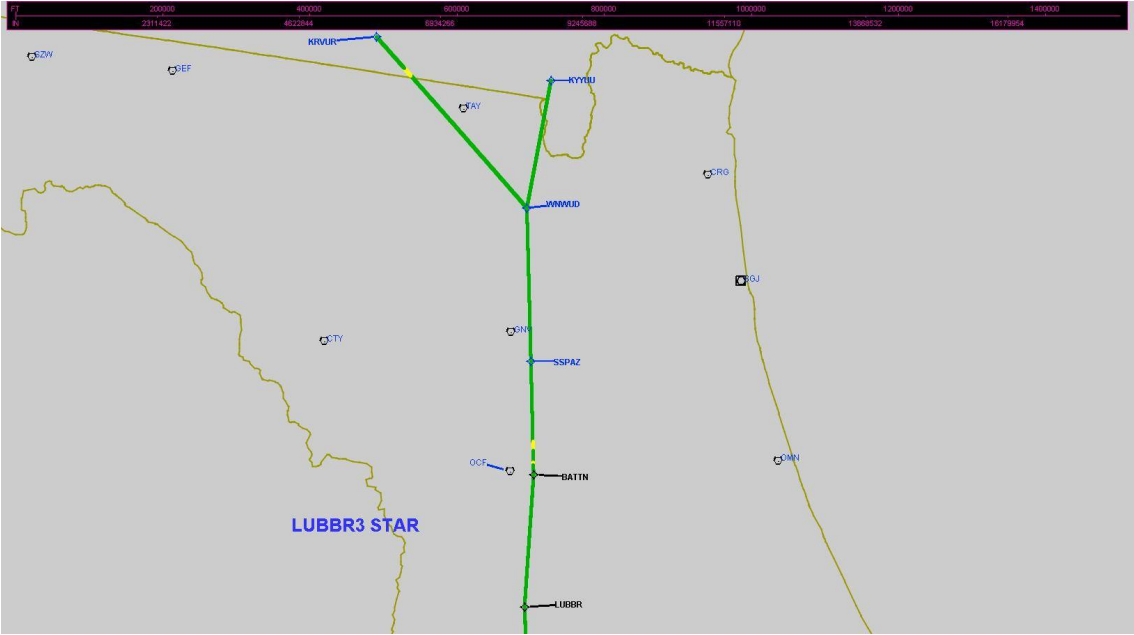 FT 200000 400000 600000 800000 1000000 1200000 1400000
IN 2311422 4622844 6934266 9245688 11557110 13868532 16179954
KRVUR
SZW
GEF
KYYUU
TAY
CRG
WNWUD
SGJ
GNV
CTY
SSPAZ
OCF
OMN
BATTN
LUBBR3 STAR
LUBBR